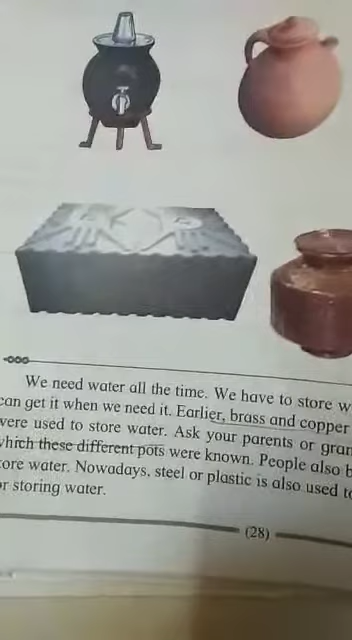 We need water all the time. We have to store w
can get it when we need it. Earlier, brass and copper
were used to store water. Ask your parents or gran
which these different pots were known. People also b
tore water. Nowadays, steel or plastic is also used to
or storing water.
(28)